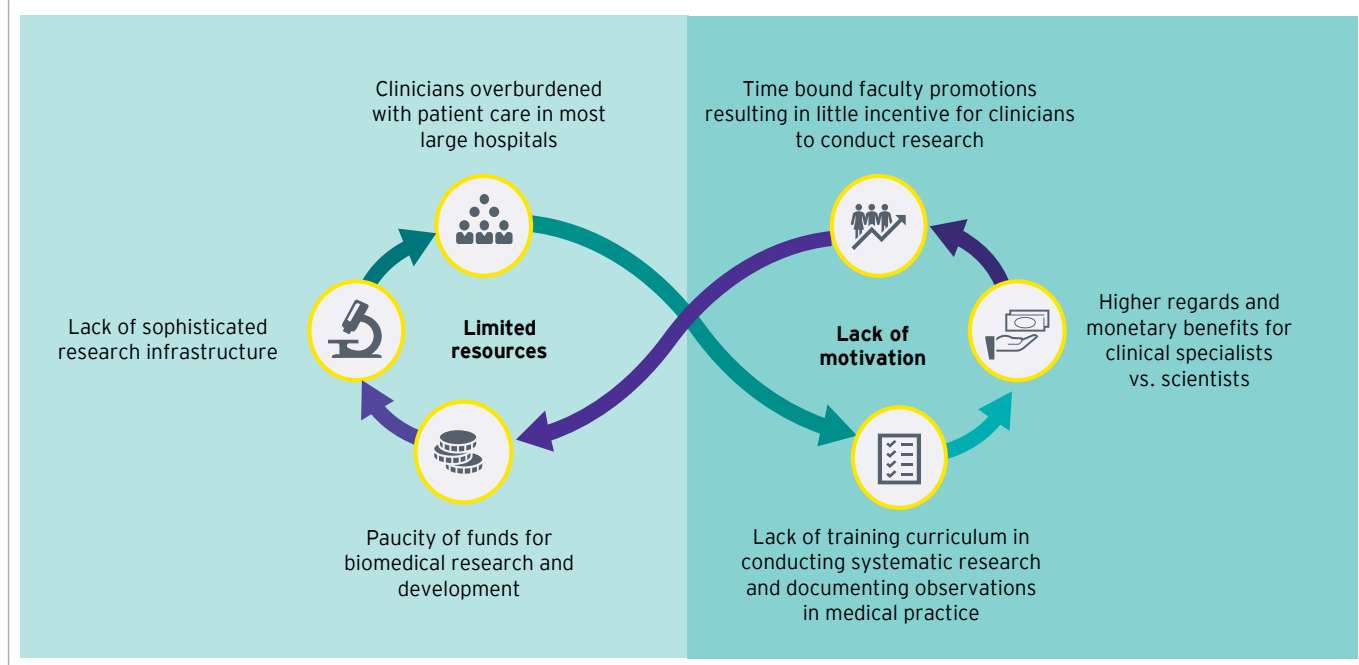 Clinicians overburdened
with patient care in most
large hospitals
Time bound faculty promotions
resulting in little incentive for clinicians
to conduct research
Lack of sophisticated
research infrastructure
Limited
resources
Lack of
motivation
Higher regards and
monetary benefits for
clinical specialists
vs. scientists
Paucity of funds for
biomedical research and
development
Lack of training curriculum in
conducting systematic research
and documenting observations
in medical practice